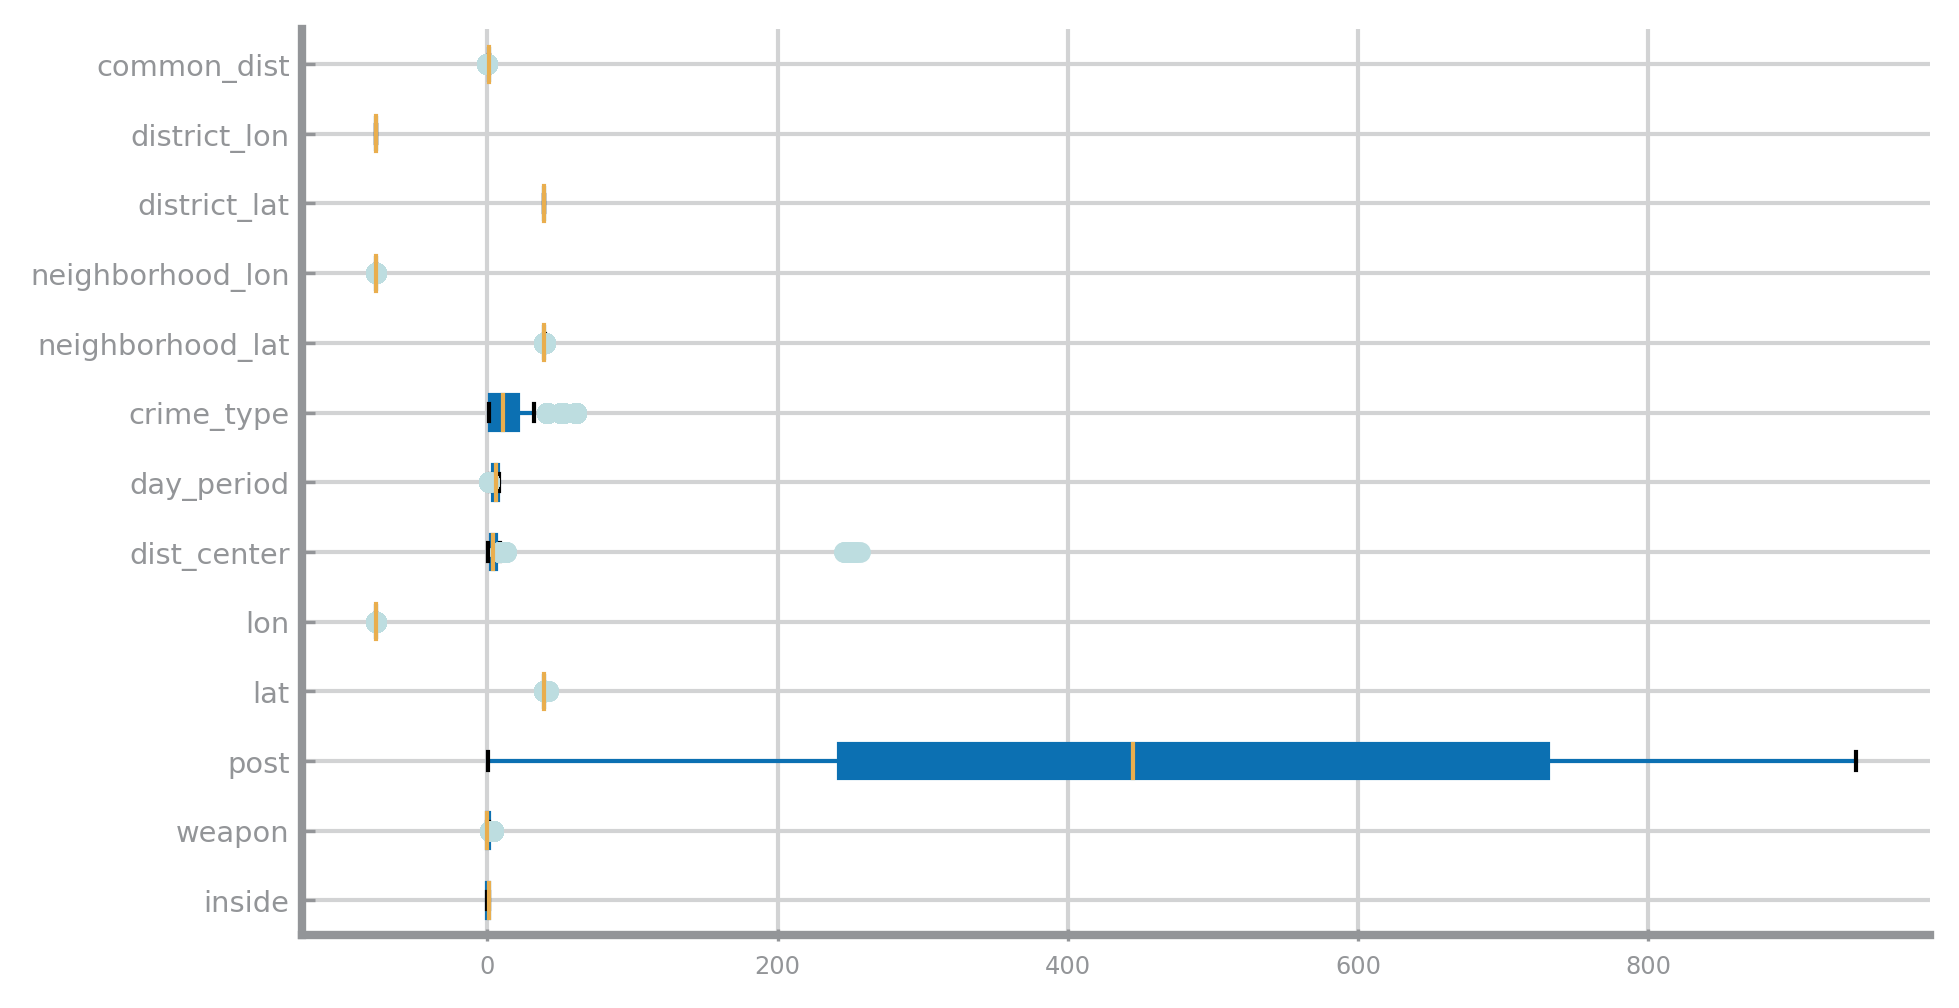 common_dist
district_lon
district_lat
neighborhood_lon
neighborhood_lat
crime_type
day_period
dist_center
lon
lat
post
weapon
inside
0 200 400 600 800